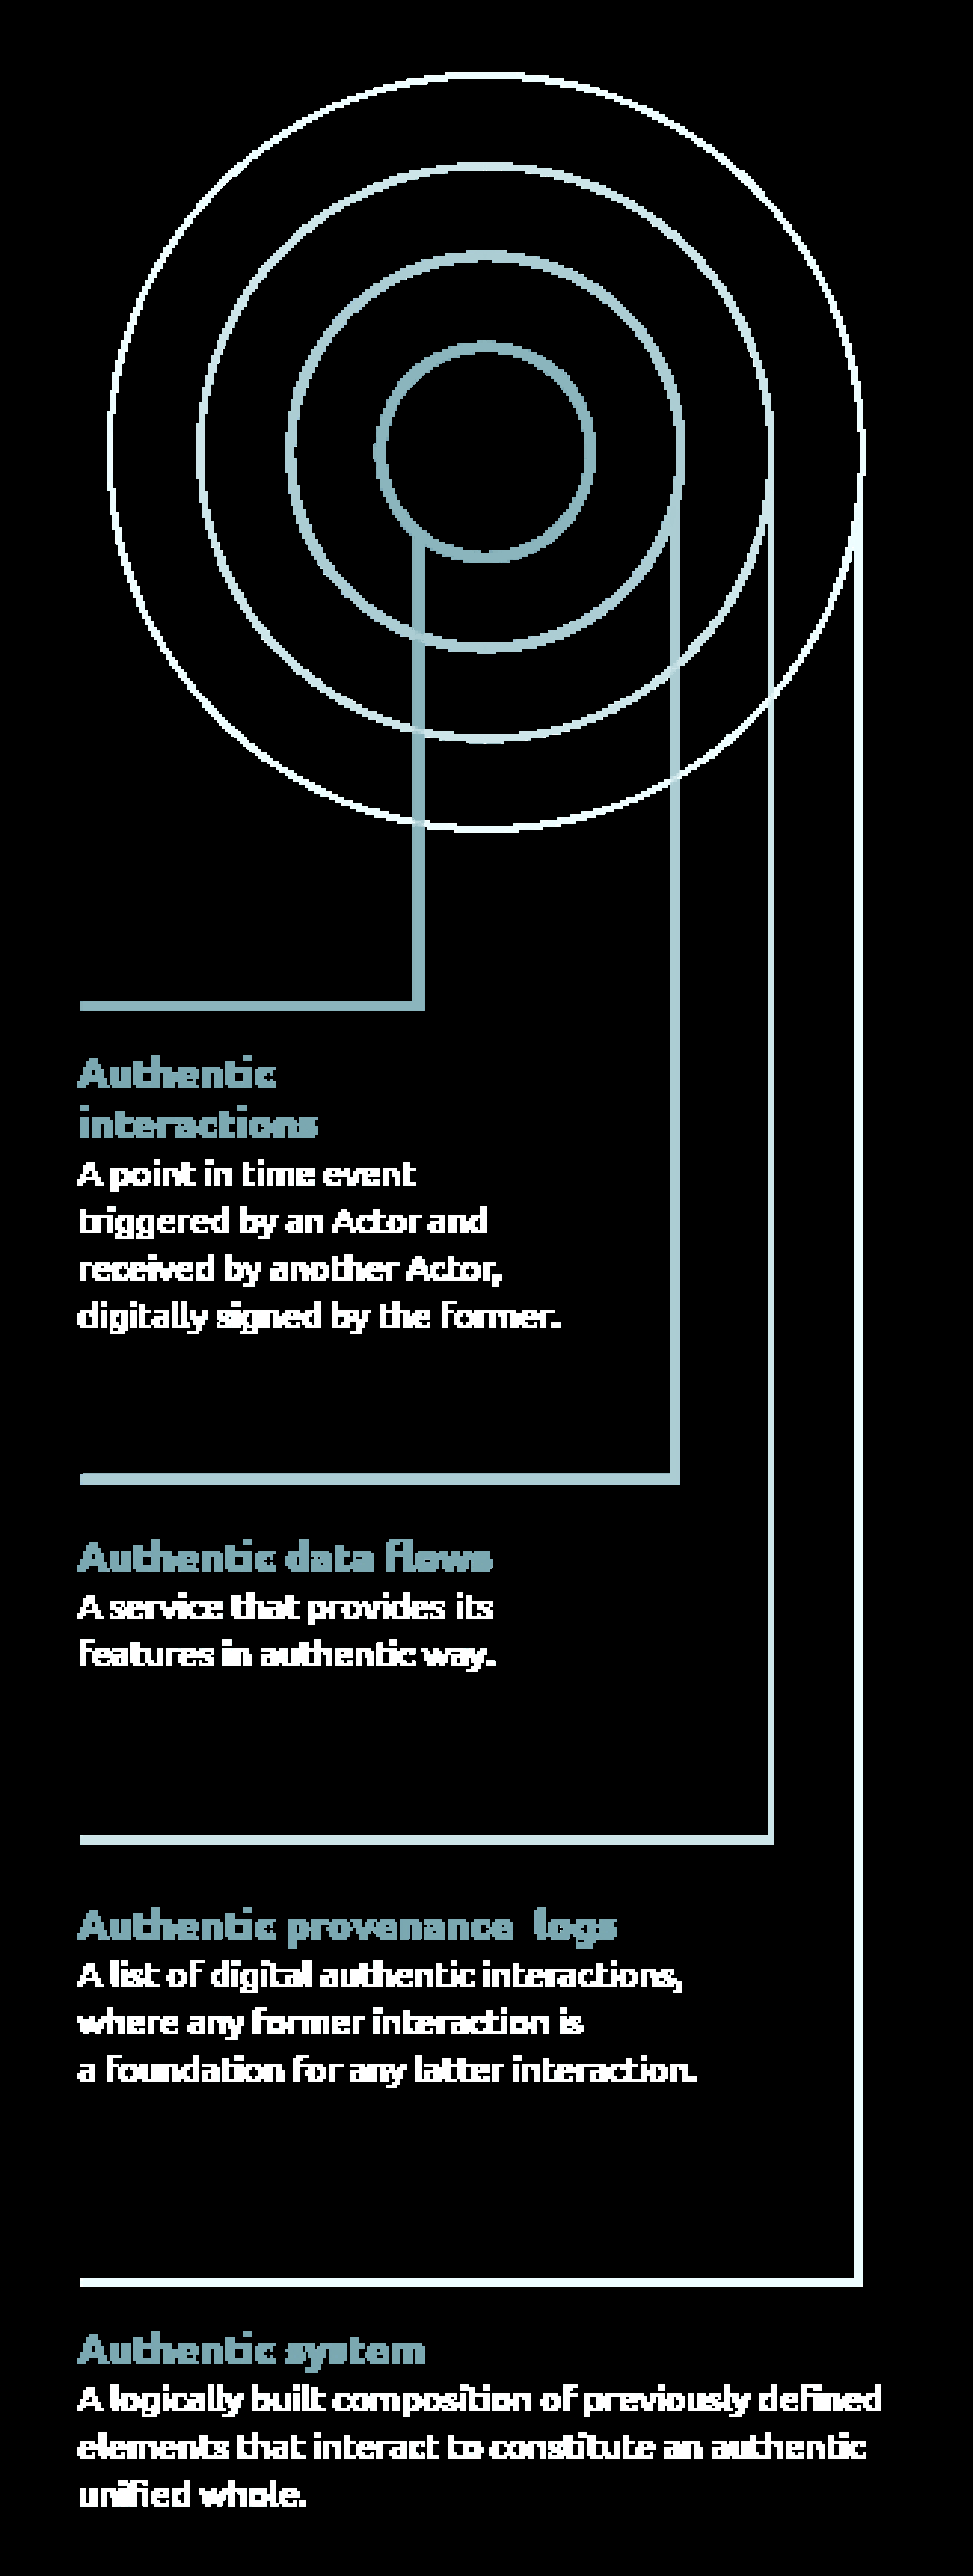 Authentic
interactions
A point in time event
triggered by an Actor and
received by another Actor,
digitally signed by the former.
Authentic data flows
A service that provides its
features in authentic way.
Authentic provenance logs
A list of digital authentic interactions,
where any former interaction is
a foundation for any latter interaction.
Authentic system
A logically built composition of previously defined
elements that interact to constitute an authentic
unified whole.